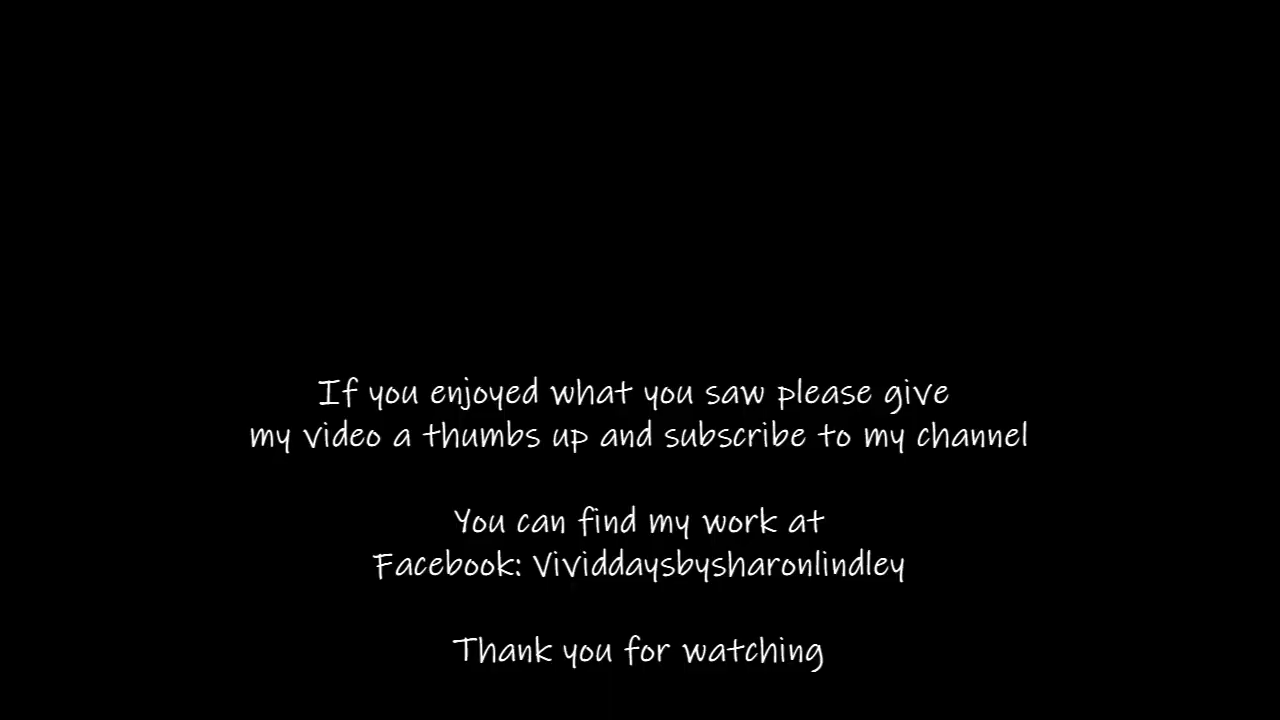 If you enjoyed what you saw please give
my video a thumbs up and subscribe to my channel
You can find my work at
Facebook: Vividdaysbysharonlindley
Thank you for watching